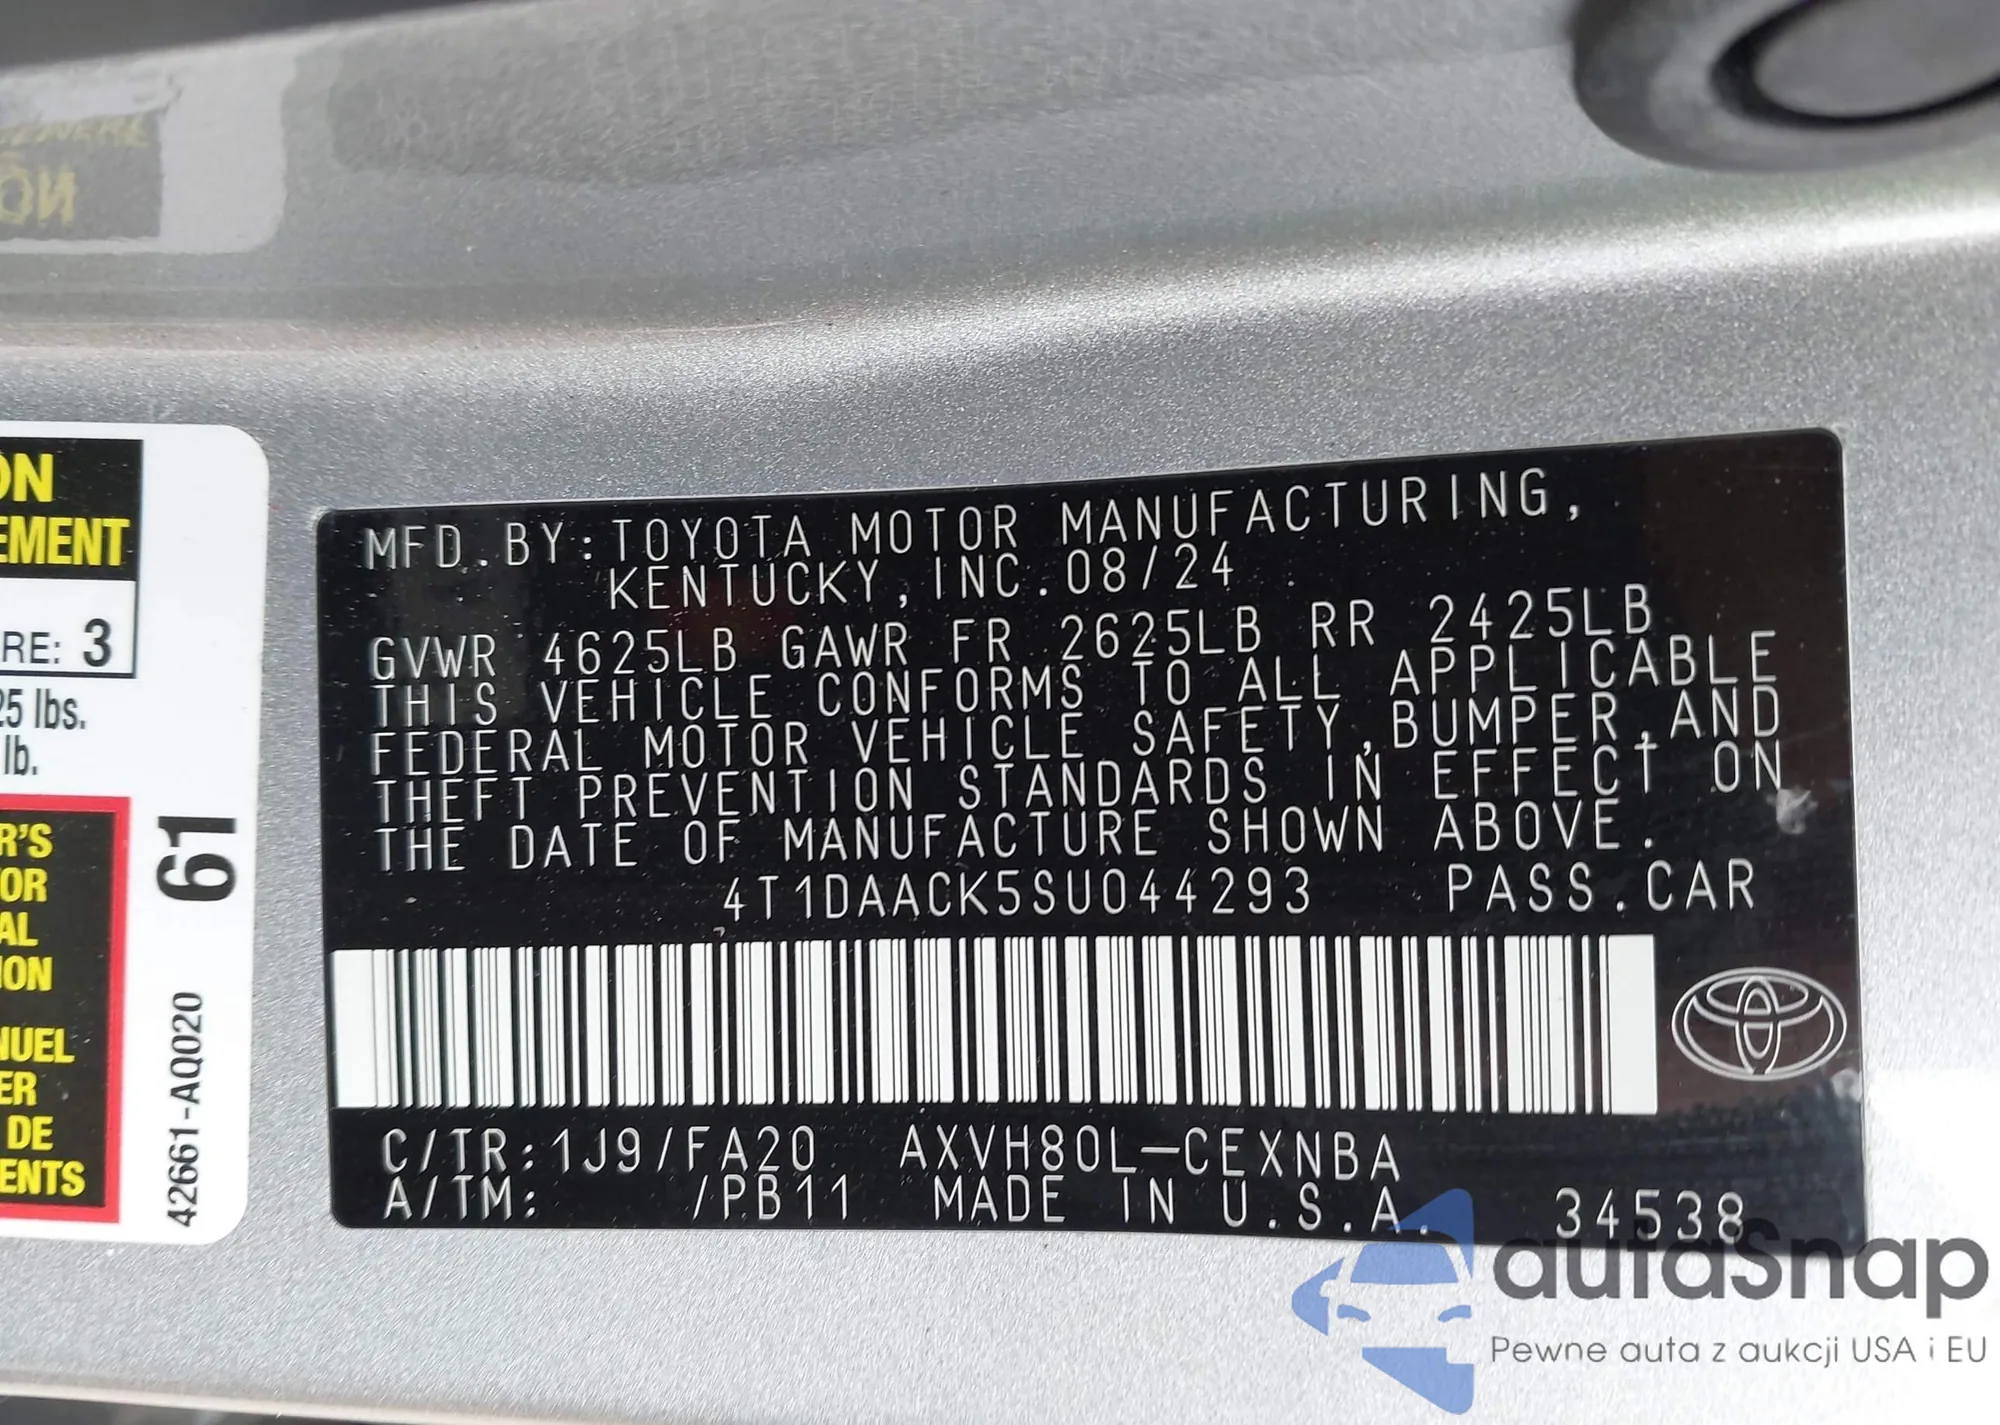 ON
EMENT
RE: 3
25 lbs.
lb.
R'S
OR
AL
ION
NUEL
ER
DE
ENTS
61
42661-AQ020
MFD.BY:TOYOTA MOTOR MANUFACTURING,
KENTUCKY,INC.08/24
GVWR 4625LB GAWR FR 2625LB RR 2425LB
THIS VEHICLE CONFORMS TO ALL APPLICABLE
FEDERAL MOTOR VEHICLE SAFETY,BUMPER,AND
THEFT PREVENTION STANDARDS IN EFFECT ON
THE DATE OF MANUFACTURE SHOWN ABOVE.
4T1DAACK5SU044293 PASS.CAR
C/TR:1J9/FA20 AXVH80L-CEXNBA
A/TM: /PB11 MADE IN U.S.A. 34538
autaSnap
Pewne auta z aukcji USA i EU